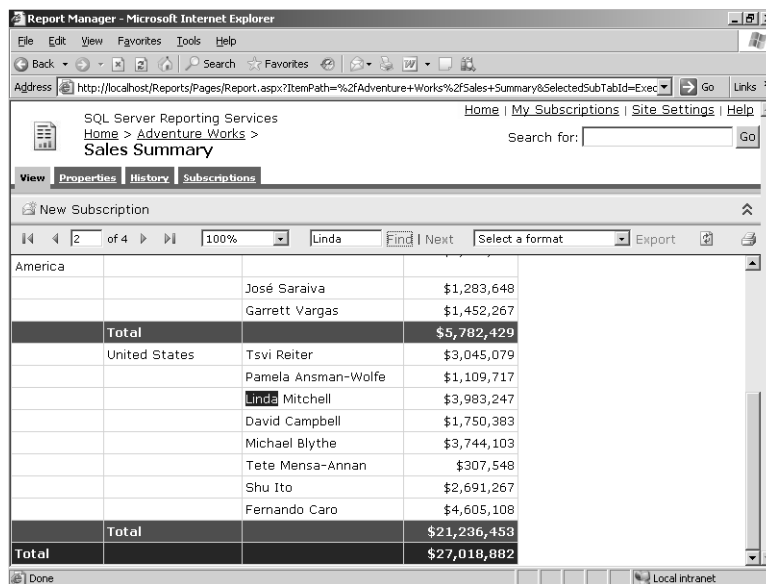 Report Manager - Microsoft Internet Explorer
File Edit View Favorites Tools Help
Back Search Favorites
Address http://localhost/Reports/Pages/Report.aspx?ItemPath=%2fAdventure+Works%2fSales+Summary&SelectedSubTabId=Exec Go Links
SQL Server Reporting Services Home | My Subscriptions | Site Settings | Help
Home > Adventure Works >
Sales Summary Search for: Go
View Properties History Subscriptions
New Subscription
2 of 4 100% Linda Find | Next Select a format Export
America
José Saraiva $1,283,648
Garrett Vargas $1,452,267
Total $5,782,429
United States Tsvi Reiter $3,045,079
Pamela Ansman-Wolfe $1,109,717
Linda Mitchell $3,983,247
David Campbell $1,750,383
Michael Blythe $3,744,103
Tete Mensa-Annan $307,548
Shu Ito $2,691,267
Fernando Caro $4,605,108
Total $21,236,453
Total $27,018,882
Done Local intranet